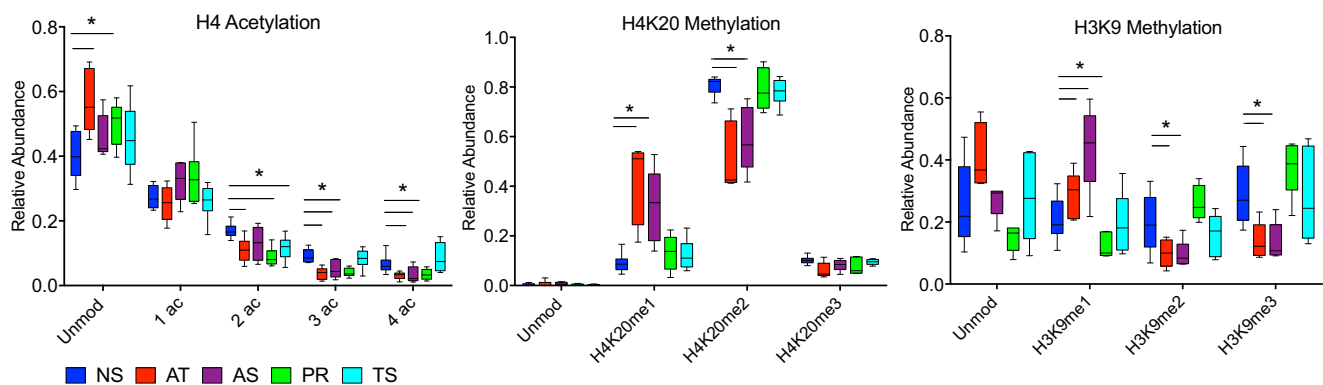 H4 Acetylation
Relative Abundance
0.8
0.6
0.4
0.2
0.0
*
*
*
*
Unmod
1 ac
2 ac
3 ac
4 ac
H4K20 Methylation
Relative Abundance
1.0
0.8
0.6
0.4
0.2
0.0
*
*
Unmod
H4K20me1
H4K20me2
H4K20me3
H3K9 Methylation
Relative Abundance
0.8
0.6
0.4
0.2
0.0
*
*
*
Unmod
H3K9me1
H3K9me2
H3K9me3
NS AT AS PR TS